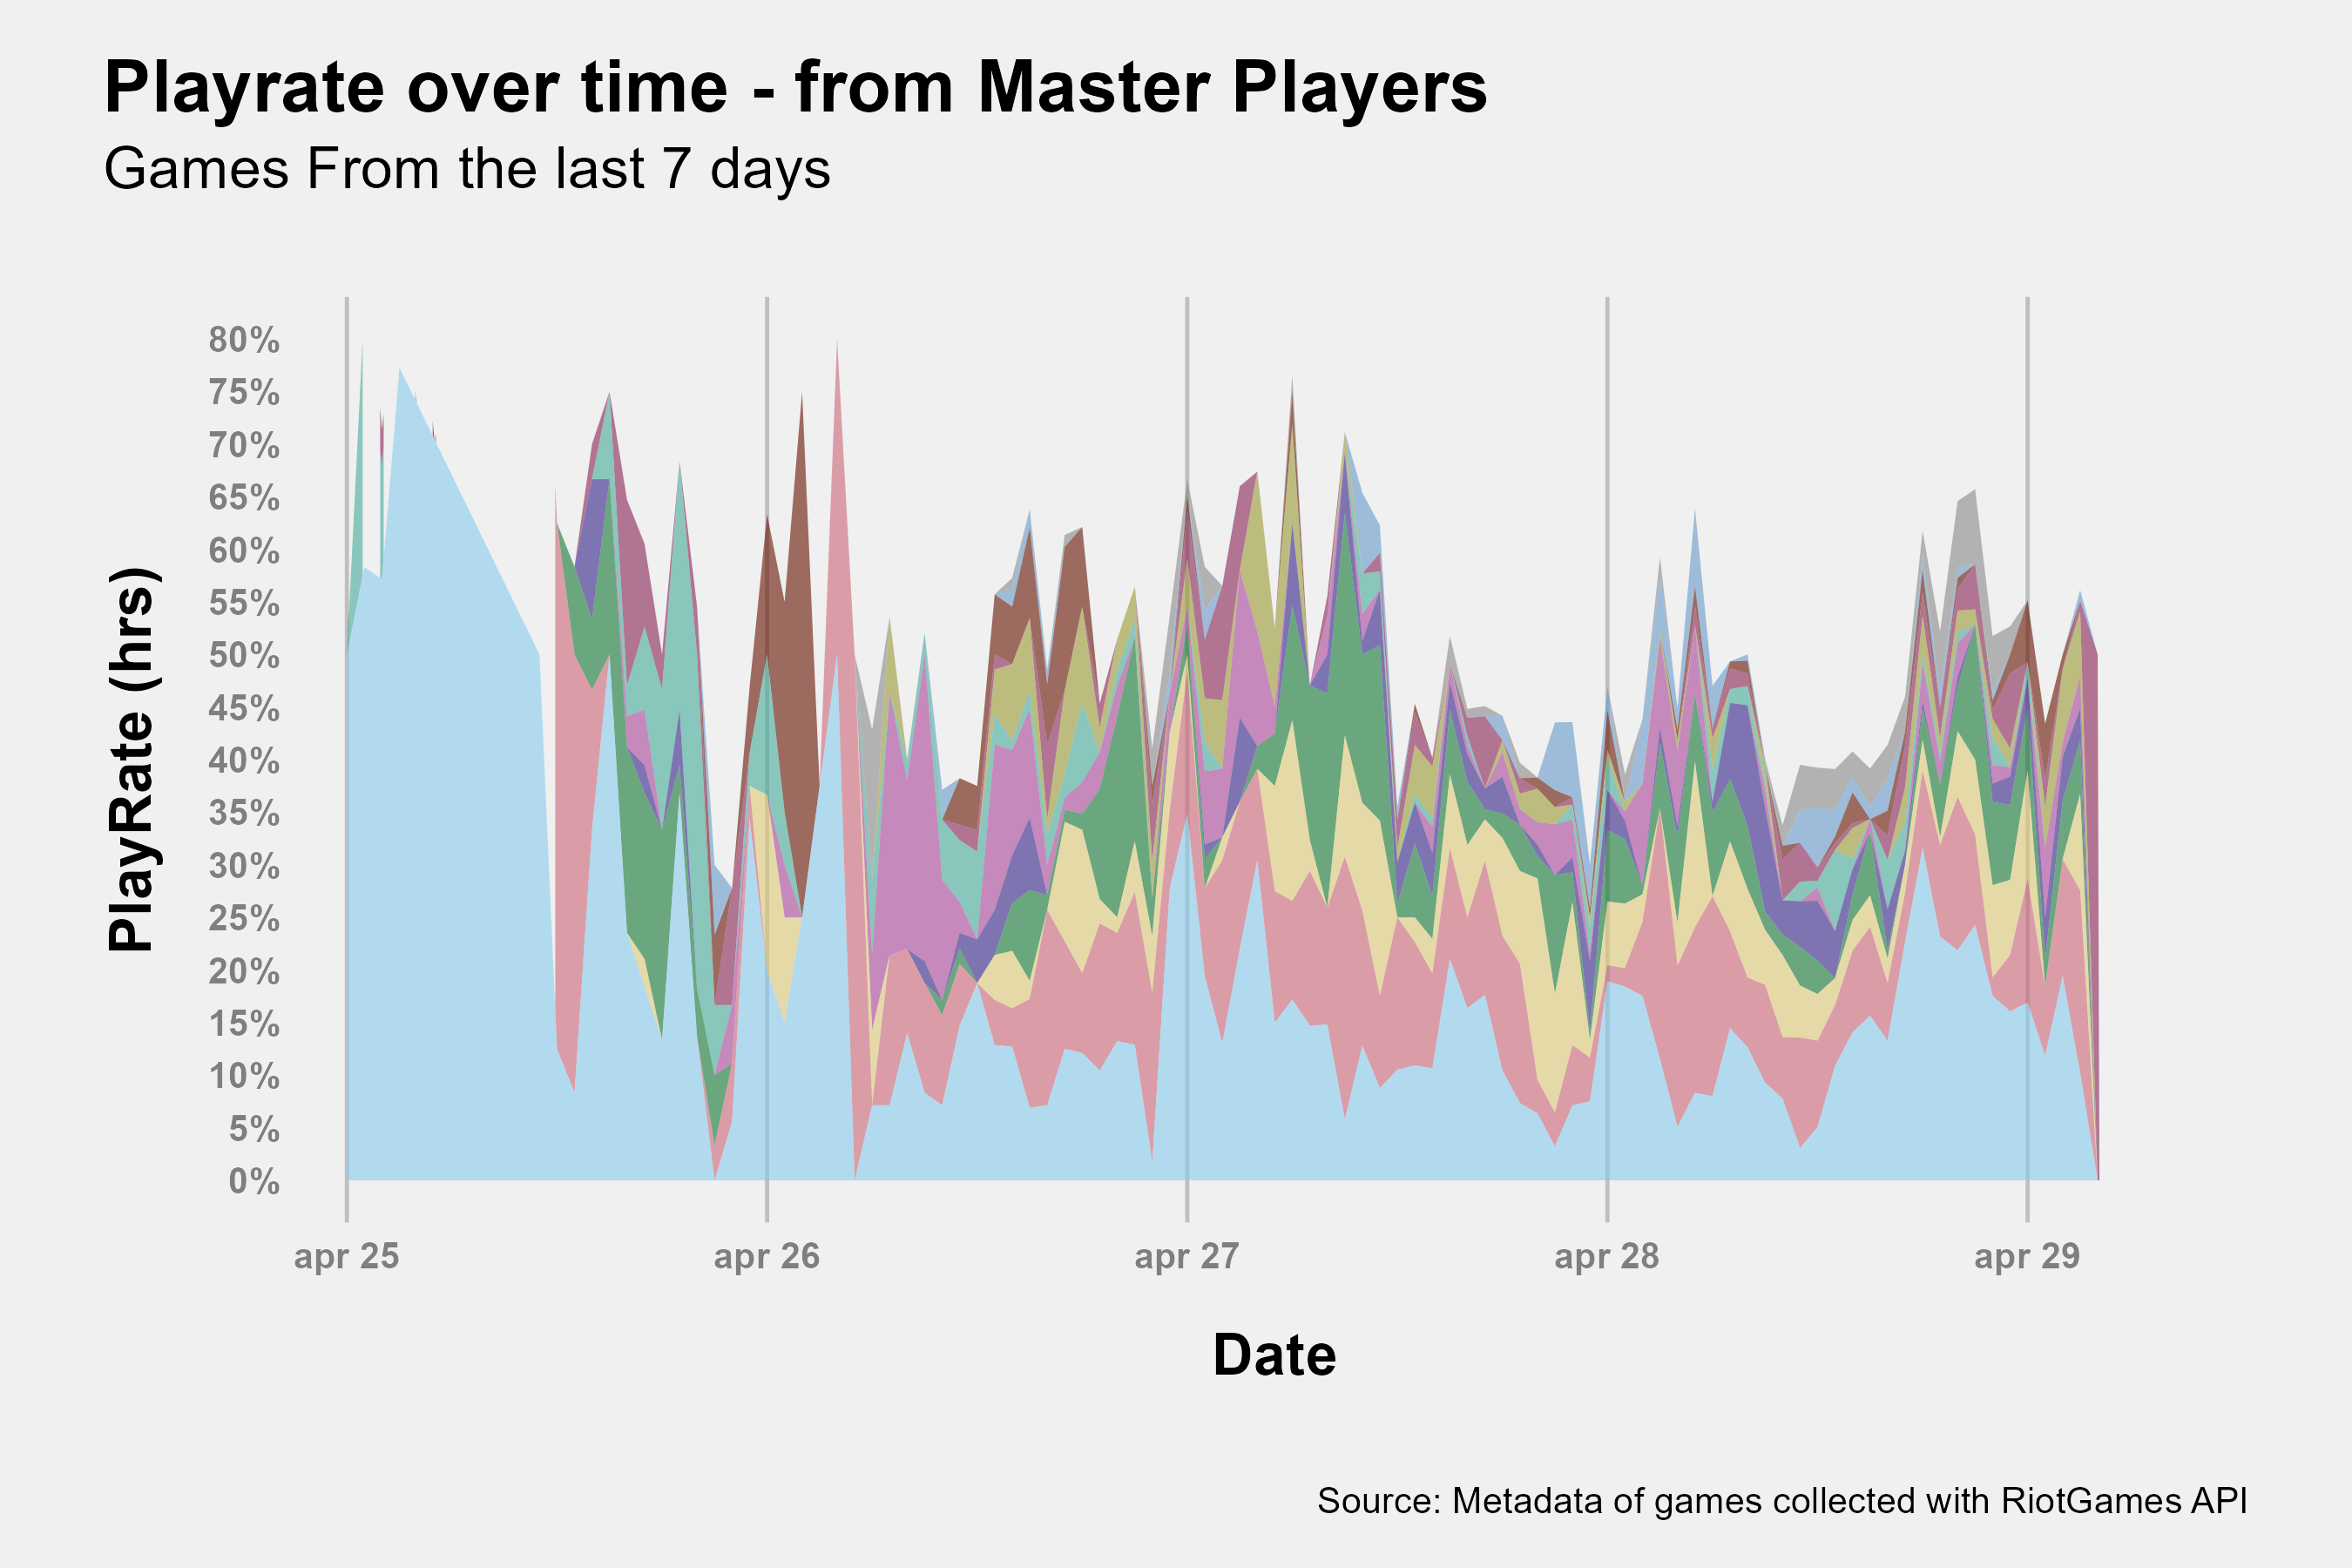 Playrate over time - from Master Players
Games From the last 7 days
80%
75%
70%
65%
60%
55%
50%
45%
40%
35%
30%
25%
20%
15%
10%
5%
0%
PlayRate (hrs)
apr 25 apr 26 apr 27 apr 28 apr 29
Date
Source: Metadata of games collected with RiotGames API